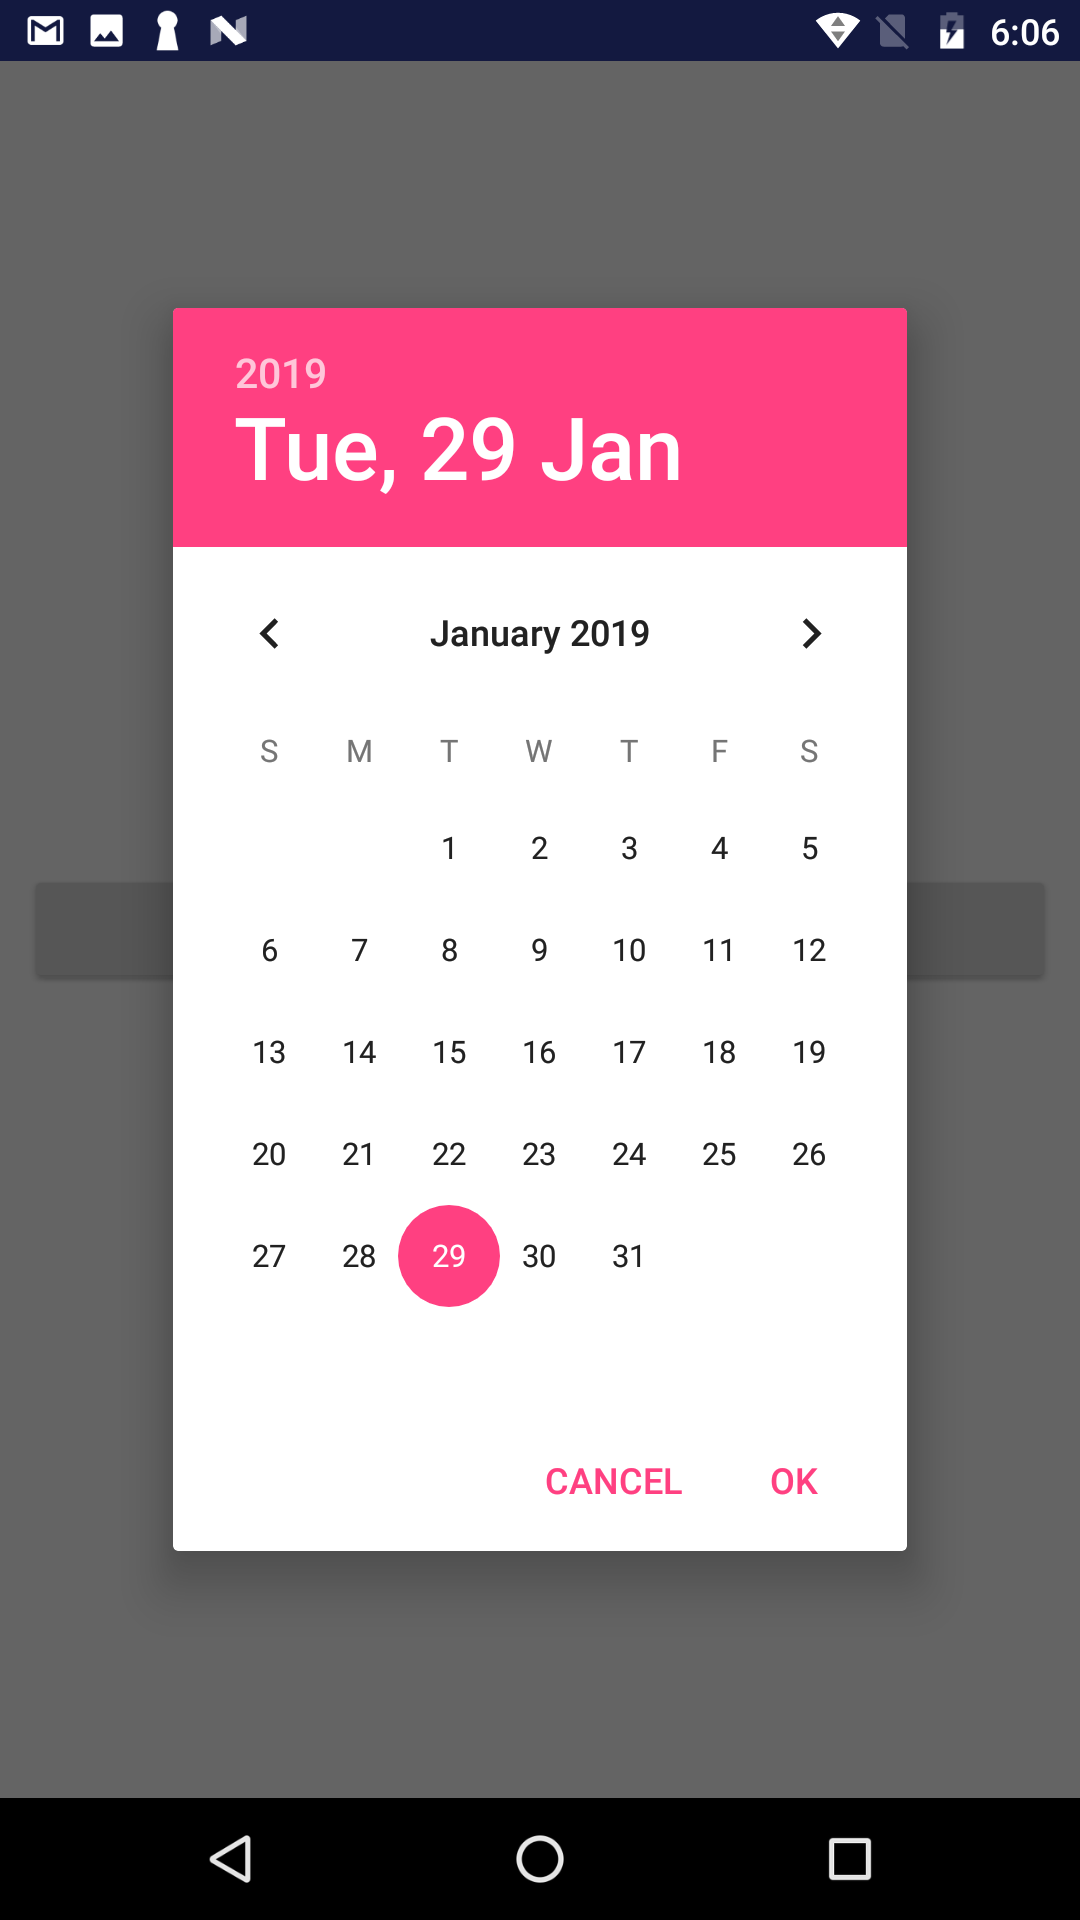 6:06
2019
Tue, 29 Jan
January 2019
S M T W T F S
1 2 3 4 5
6 7 8 9 10 11 12
13 14 15 16 17 18 19
20 21 22 23 24 25 26
27 28 29 30 31
CANCEL OK